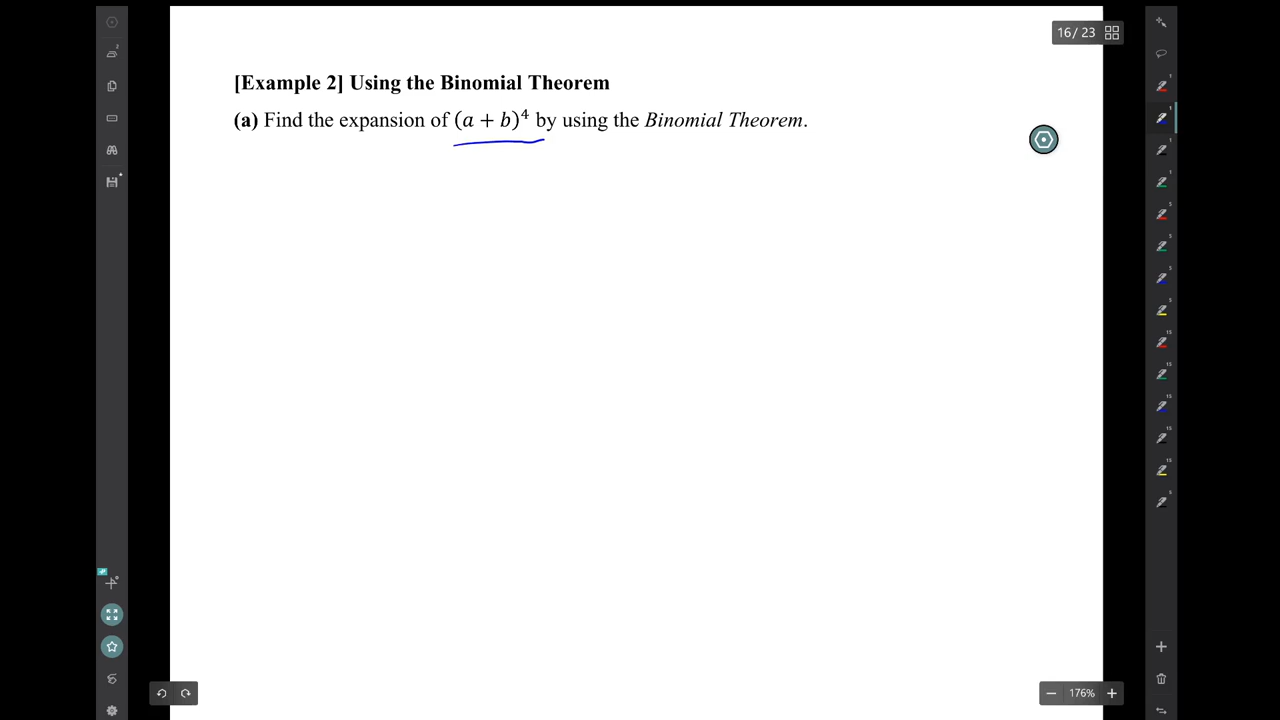 16 / 23
[Example 2] Using the Binomial Theorem
(a) Find the expansion of (a + b)⁴ by using the Binomial Theorem.
176%